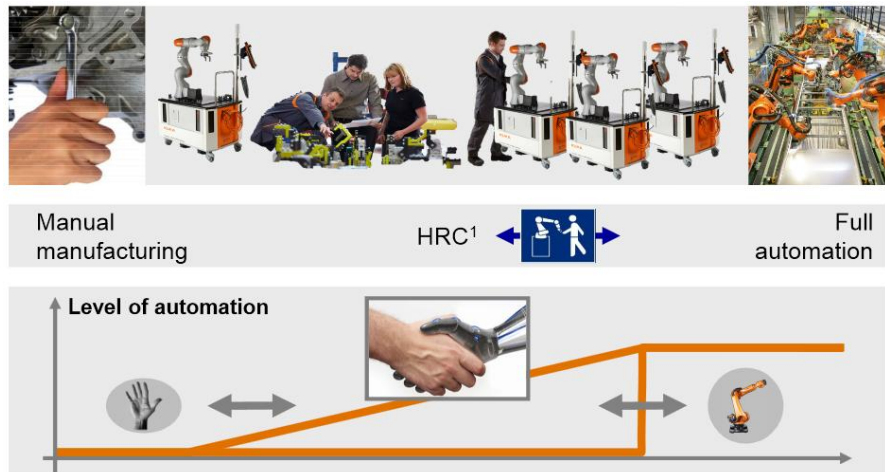 Manual
manufacturing
HRC¹
Full
automation
Level of automation